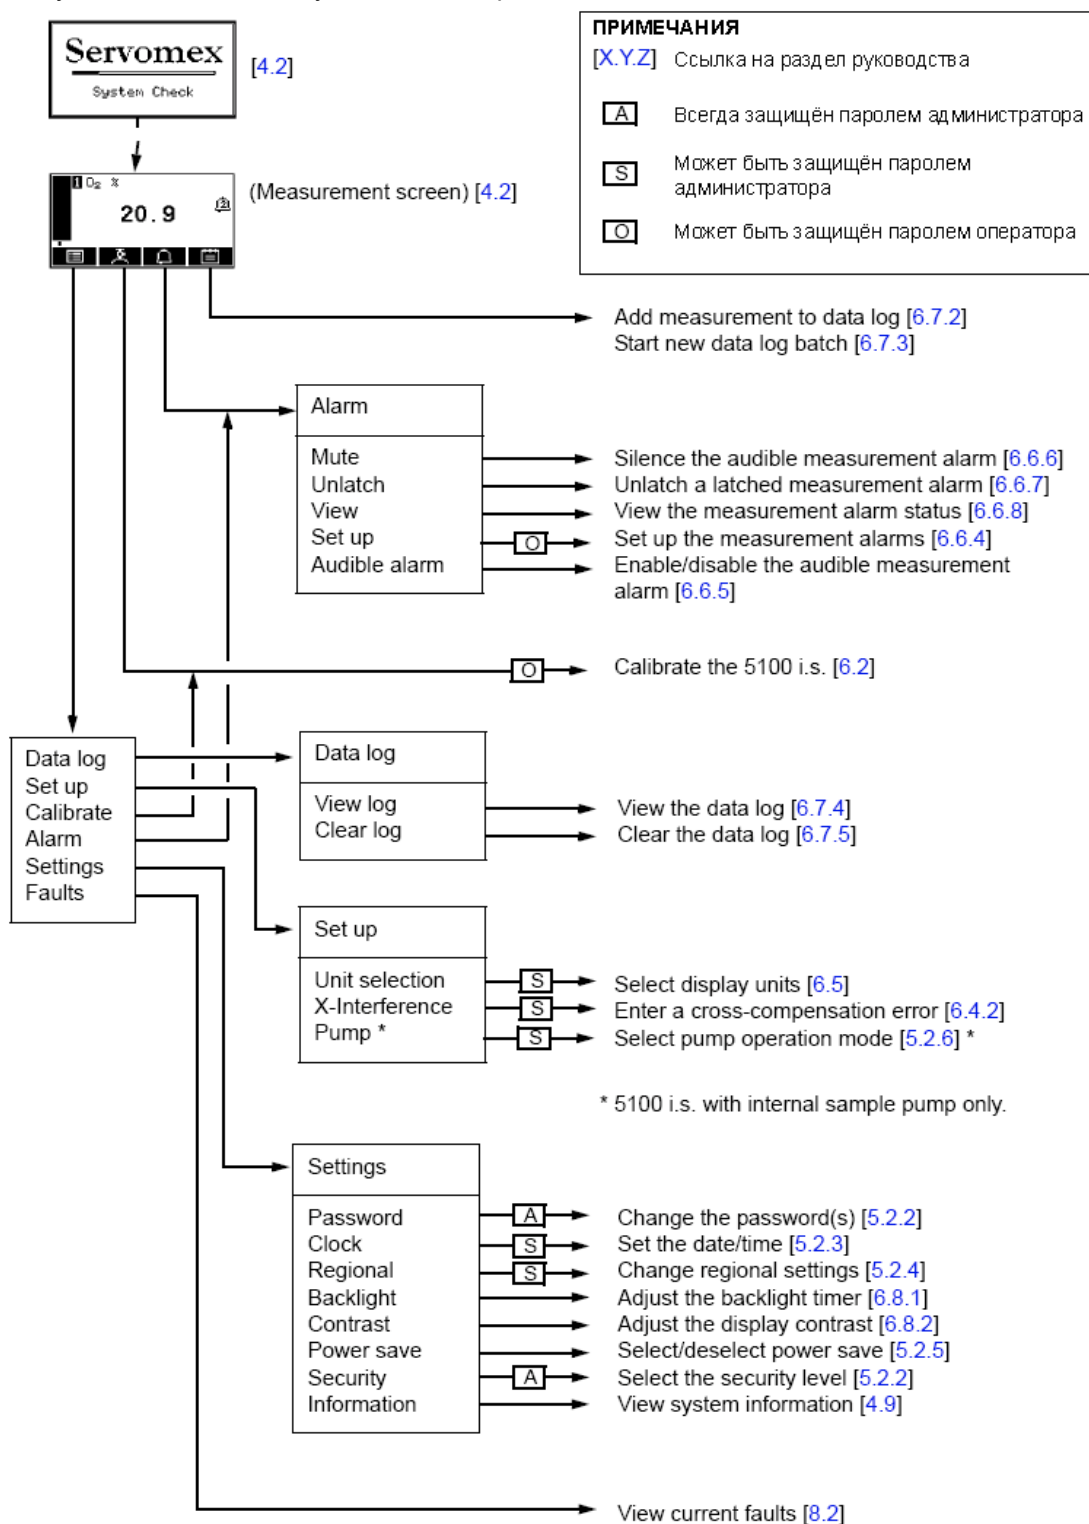 Servomex
System Check
[4.2]
1 O2 %
20.9
(Measurement screen) [4.2]
ПРИМЕЧАНИЯ
[X.Y.Z] Ссылка на раздел руководства
A Всегда защищён паролем администратора
S Может быть защищён паролем
администратора
O Может быть защищён паролем оператора
Add measurement to data log [6.7.2]
Start new data log batch [6.7.3]
Alarm
Mute
Unlatch
View
Set up
Audible alarm
Silence the audible measurement alarm [6.6.6]
Unlatch a latched measurement alarm [6.6.7]
View the measurement alarm status [6.6.8]
O Set up the measurement alarms [6.6.4]
Enable/disable the audible measurement
alarm [6.6.5]
O Calibrate the 5100 i.s. [6.2]
Data log
Set up
Calibrate
Alarm
Settings
Faults
Data log
View log
Clear log
View the data log [6.7.4]
Clear the data log [6.7.5]
Set up
Unit selection
X-Interference
Pump *
S Select display units [6.5]
S Enter a cross-compensation error [6.4.2]
S Select pump operation mode [5.2.6] *
* 5100 i.s. with internal sample pump only.
Settings
Password
Clock
Regional
Backlight
Contrast
Power save
Security
Information
A Change the password(s) [5.2.2]
S Set the date/time [5.2.3]
S Change regional settings [5.2.4]
Adjust the backlight timer [6.8.1]
Adjust the display contrast [6.8.2]
Select/deselect power save [5.2.5]
A Select the security level [5.2.2]
View system information [4.9]
View current faults [8.2]